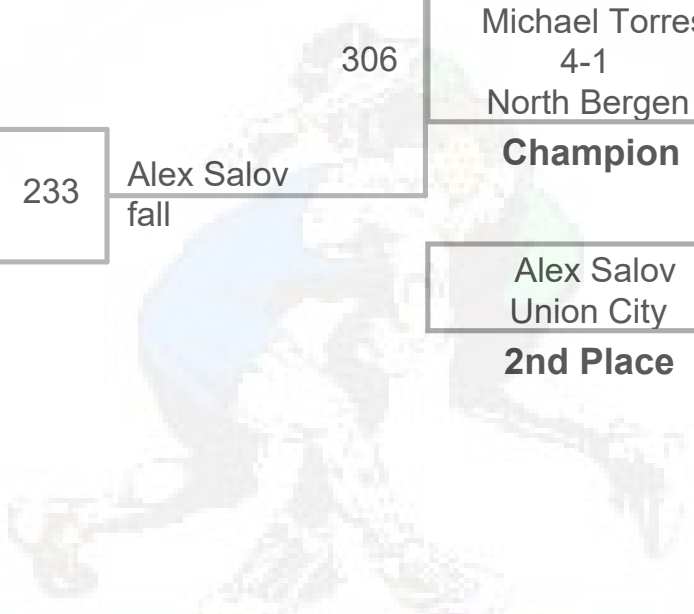 306
Michael Torres
4-1
North Bergen
Champion
233
Alex Salov
fall
Alex Salov
Union City
2nd Place